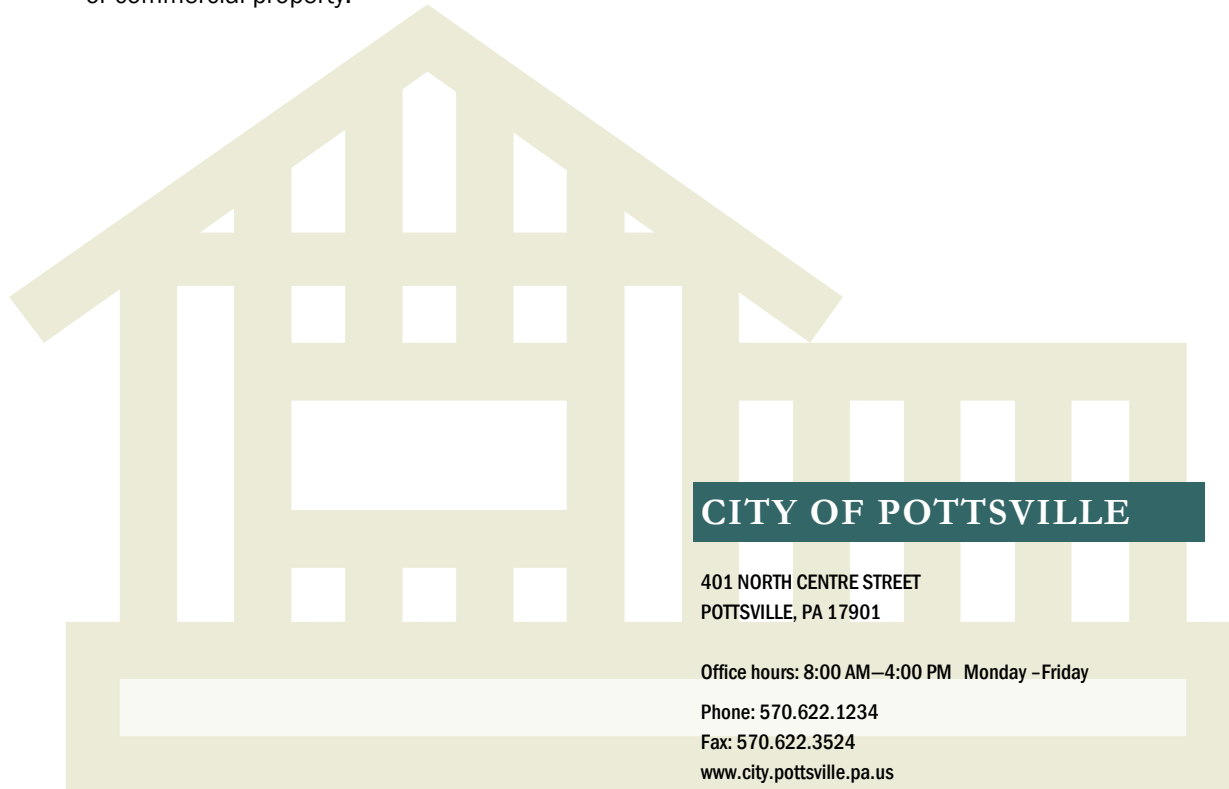 or commercial property.
CITY OF POTTSVILLE
401 NORTH CENTRE STREET
POTTSVILLE, PA 17901
Office hours: 8:00 AM—4:00 PM Monday –Friday
Phone: 570.622.1234
Fax: 570.622.3524
www.city.pottsville.pa.us